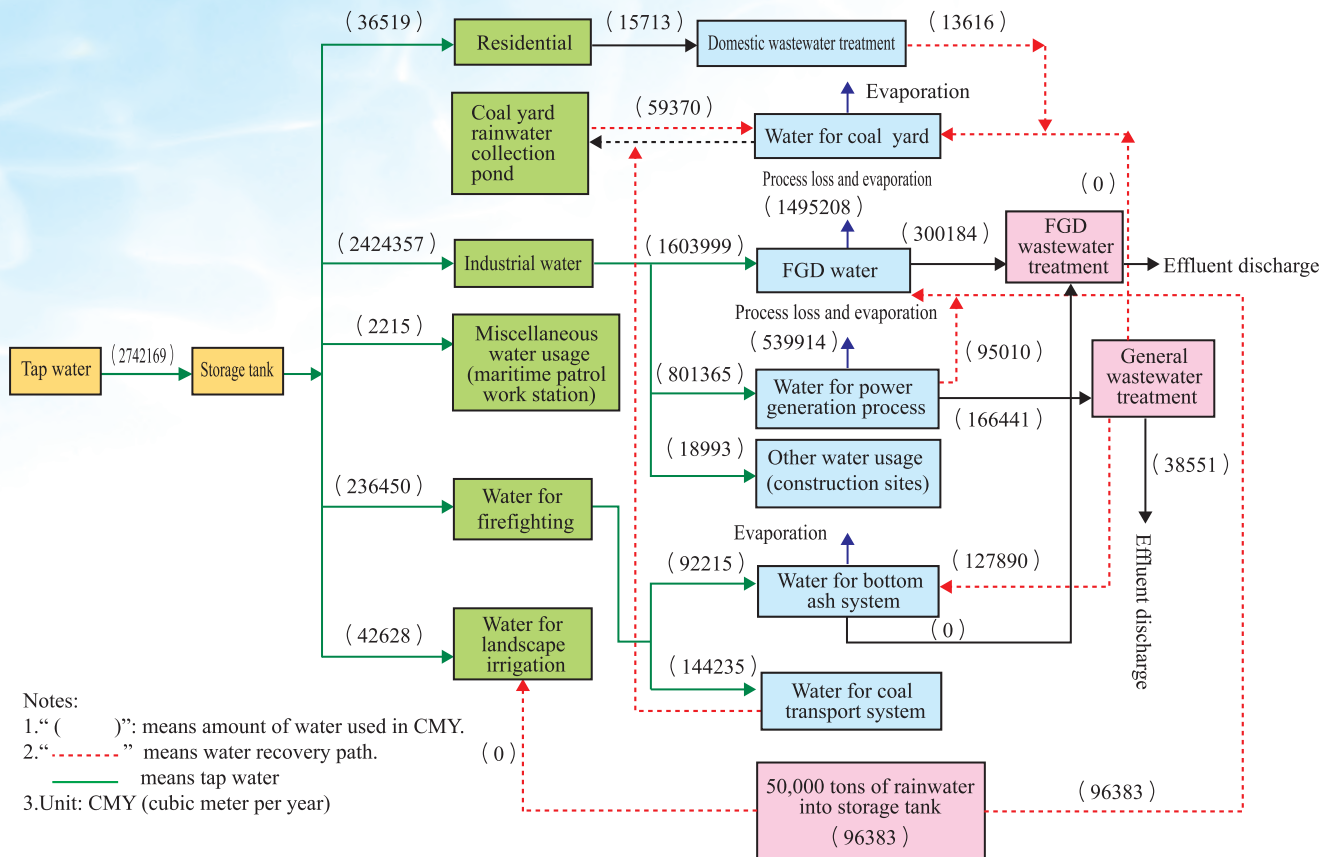 (36519)
Residential
(15713)
Domestic wastewater treatment
(13616)
Coal yard
rainwater
collection
pond
(59370)
Evaporation
Water for coal yard
(0)
Process loss and evaporation
(1495208)
(2424357)
Industrial water
(1603999)
FGD water
(300184)
FGD
wastewater
treatment
Effluent discharge
Tap water
(2742169)
Storage tank
(2215)
Miscellaneous
water usage
(maritime patrol
work station)
Process loss and evaporation
(539914)
(801365)
Water for power
generation process
(95010)
(166441)
General
wastewater
treatment
(38551)
Effluent discharge
(18993)
Other water usage
(construction sites)
(236450)
Water for
firefighting
Evaporation
(92215)
Water for bottom
ash system
(127890)
(0)
(42628)
Water for
landscape
irrigation
(144235)
Water for coal
transport system
(0)
50,000 tons of rainwater
into storage tank
(96383)
(96383)
Notes:
1.“ ( )”: means amount of water used in CMY.
2.“ - - - - - - - ” means water recovery path.
means tap water
3.Unit: CMY (cubic meter per year)